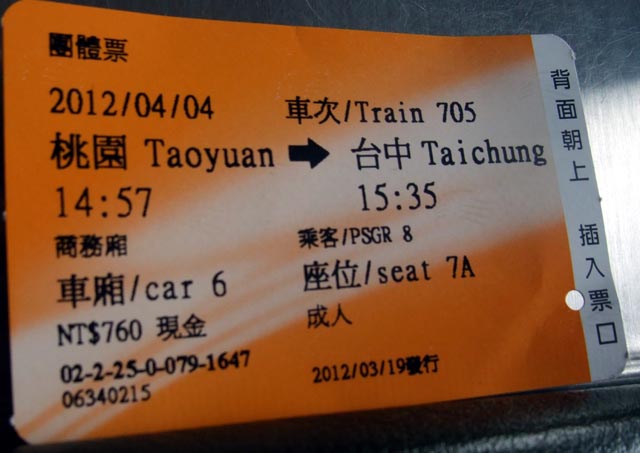 團體票
2012/04/04 車次/Train 705
桃園 Taoyuan ➡ 台中 Taichung
14:57 15:35
商務廂 乘客/PSGR 8
車廂/car 6 座位/seat 7A
NT$760 現金 成人
02-2-25-0-079-1647
06340215 2012/03/19發行
背面朝上 插入票口